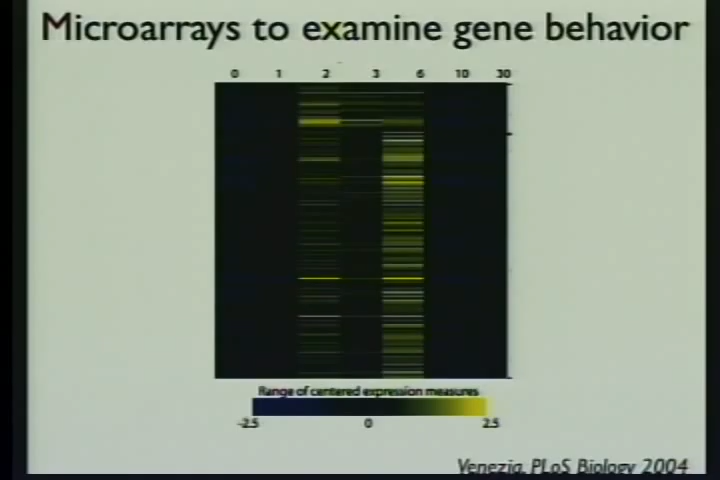 Microarrays to examine gene behavior
0 1 2 3 6 10 30
Range of centered expression measures
-2.5 0 2.5
Venezia, PLoS Biology 2004